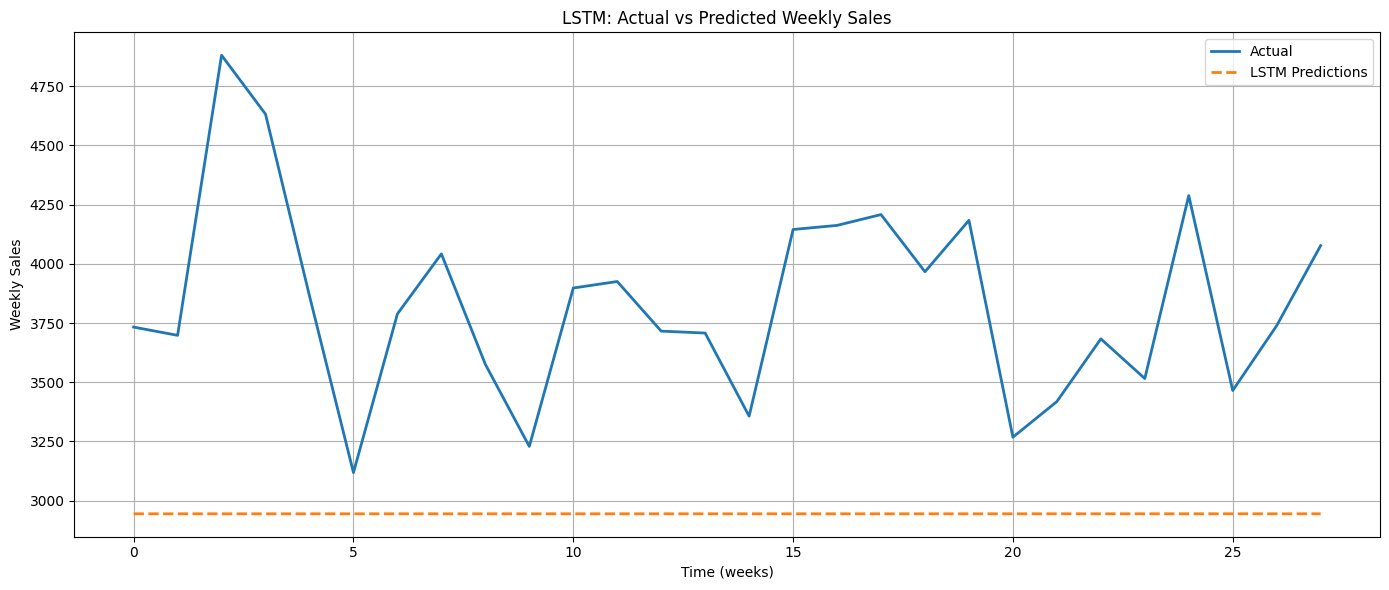 LSTM: Actual vs Predicted Weekly Sales
Actual
LSTM Predictions
Weekly Sales
4750
4500
4250
4000
3750
3500
3250
3000
0 5 10 15 20 25
Time (weeks)